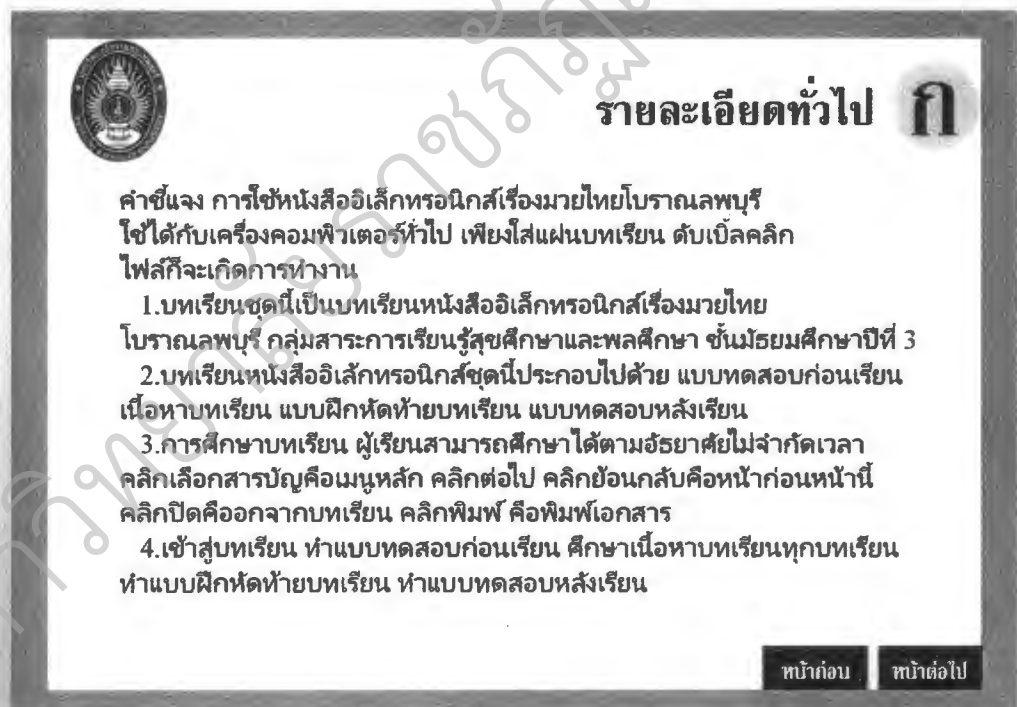 รายละเอียดทั่วไป ก
คำชี้แจง การใช้หนังสืออิเล็กทรอนิกส์เรื่องมวยไทยโบราณลพบุรี
ใช้ได้กับเครื่องคอมพิวเตอร์ทั่วไป เพียงใส่แผ่นบทเรียน ดับเบิ้ลคลิก
ไฟล์ก็จะเกิดการทำงาน
1.บทเรียนชุดนี้เป็นบทเรียนหนังสืออิเล็กทรอนิกส์เรื่องมวยไทย
โบราณลพบุรี กลุ่มสาระการเรียนรู้สุขศึกษาและพลศึกษา ชั้นมัธยมศึกษาปีที่ 3
2.บทเรียนหนังสืออิเล้กทรอนิกส์ชุดนี้ประกอบไปด้วย แบบทดสอบก่อนเรียน
เนื้อหาบทเรียน แบบฝึกหัดท้ายบทเรียน แบบทดสอบหลังเรียน
3.การศึกษาบทเรียน ผู้เรียนสามารถศึกษาได้ตามอัธยาศัยไม่จำกัดเวลา
คลิกเลือกสารบัญคือเมนูหลัก คลิกต่อไป คลิกย้อนกลับคือหน้าก่อนหน้านี้
คลิกปิดคือออกจากบทเรียน คลิกพิมพ์ คือพิมพ์เอกสาร
4.เข้าสู่บทเรียน ทำแบบทดสอบก่อนเรียน ศึกษาเนื้อหาบทเรียนทุกบทเรียน
ทำแบบฝึกหัดท้ายบทเรียน ทำแบบทดสอบหลังเรียน
หน้าก่อน หน้าต่อไป